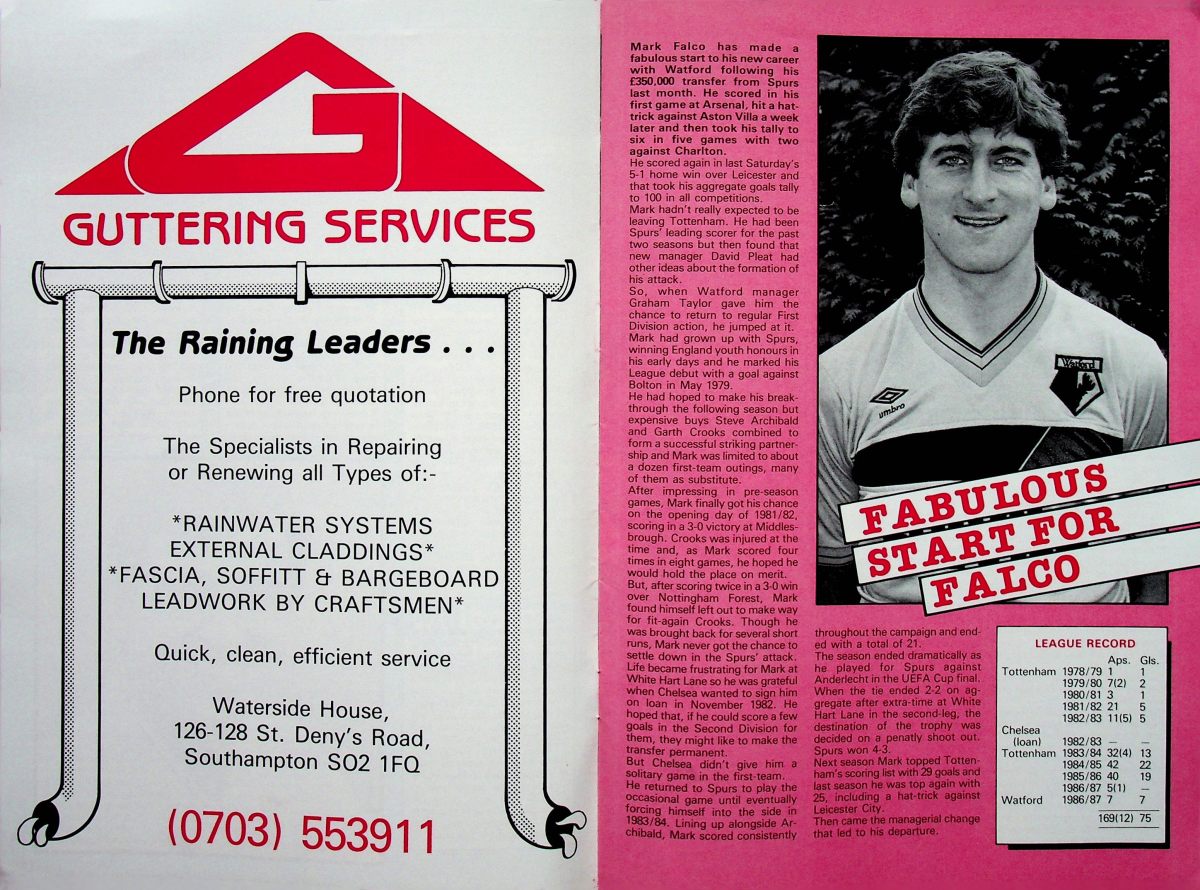 GUTTERING SERVICES
The Raining Leaders . . .
Phone for free quotation
The Specialists in Repairing
or Renewing all Types of:-
*RAINWATER SYSTEMS
EXTERNAL CLADDINGS*
*FASCIA, SOFFITT & BARGEBOARD
LEADWORK BY CRAFTSMEN*
Quick, clean, efficient service
Waterside House,
126-128 St. Deny's Road,
Southampton SO2 1FQ
(0703) 553911
Mark Falco has made a
fabulous start to his new career
with Watford following his
£350,000 transfer from Spurs
last month. He scored in his
first game at Arsenal, hit a hat-
trick against Aston Villa a week
later and then took his tally to
six in five games with two
against Charlton.
He scored again in last Saturday's
5-1 home win over Leicester and
that took his aggregate goals tally
to 100 in all competitions.
Mark hadn't really expected to be
leaving Tottenham. He had been
Spurs' leading scorer for the past
two seasons but then found that
new manager David Pleat had
other ideas about the formation of
his attack.
So, when Watford manager
Graham Taylor gave him the
chance to return to regular First
Division action, he jumped at it.
Mark had grown up with Spurs,
winning England youth honours in
his early days and he marked his
League debut with a goal against
Bolton in May 1979.
He had hoped to make his break-
through the following season but
expensive buys Steve Archibald
and Garth Crooks combined to
form a successful striking partner-
ship and Mark was limited to about
a dozen first-team outings, many
of them as substitute.
After impressing in pre-season
games, Mark finally got his chance
on the opening day of 1981/82,
scoring in a 3-0 victory at Middles-
brough. Crooks was injured at the
time and, as Mark scored four
times in eight games, he hoped he
would hold the place on merit.
But, after scoring twice in a 3-0 win
over Nottingham Forest, Mark
found himself left out to make way
for fit-again Crooks. Though he
was brought back for several short
runs, Mark never got the chance to
settle down in the Spurs' attack.
Life became frustrating for Mark at
White Hart Lane so he was grateful
when Chelsea wanted to sign him
on loan in November 1982. He
hoped that, if he could score a few
goals in the Second Division for
them, they might like to make the
transfer permanent.
But Chelsea didn't give him a
solitary game in the first-team.
He returned to Spurs to play the
occasional game until eventually
forcing himself into the side in
1983/84. Lining up alongside Ar-
chibald, Mark scored consistently
Watford
umbro
FABULOUS
START FOR
FALCO
throughout the campaign and end-
ed with a total of 21.
The season ended dramatically as
he played for Spurs against
Anderlecht in the UEFA Cup final.
When the tie ended 2-2 on ag-
gregate after extra-time at White
Hart Lane in the second-leg, the
destination of the trophy was
decided on a penatly shoot out.
Spurs won 4-3.
Next season Mark topped Totten-
ham's scoring list with 29 goals and
last season he was top again with
25, including a hat-trick against
Leicester City.
Then came the managerial change
that led to his departure.
LEAGUE RECORD
Aps. Gls.
Tottenham 1978/79 1 1
1979/80 7(2) 2
1980/81 3 1
1981/82 21 5
1982/83 11(5) 5
Chelsea
(loan) 1982/83 — —
Tottenham 1983/84 32(4) 13
1984/85 42 22
1985/86 40 19
1986/87 5(1) —
Watford 1986/87 7 7
169(12) 75